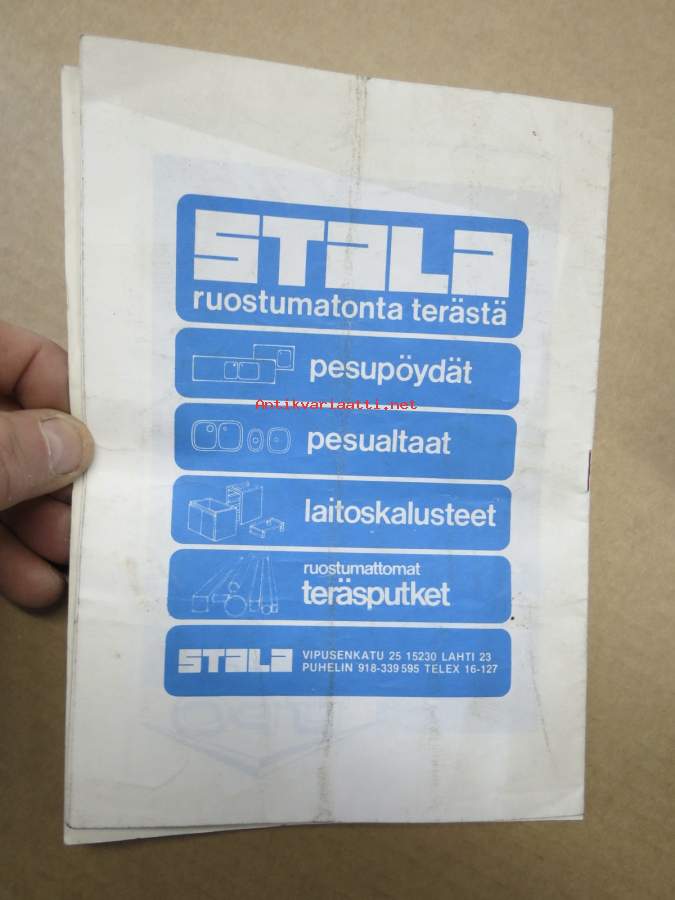 STALA
ruostumatonta terästä
pesupöydät
Antikvariaatti.net
pesualtaat
laitoskalusteet
ruostumattomat
teräsputket
STALA
VIPUSENKATU 25 15230 LAHTI 23
PUHELIN 918-339 595 TELEX 16-127